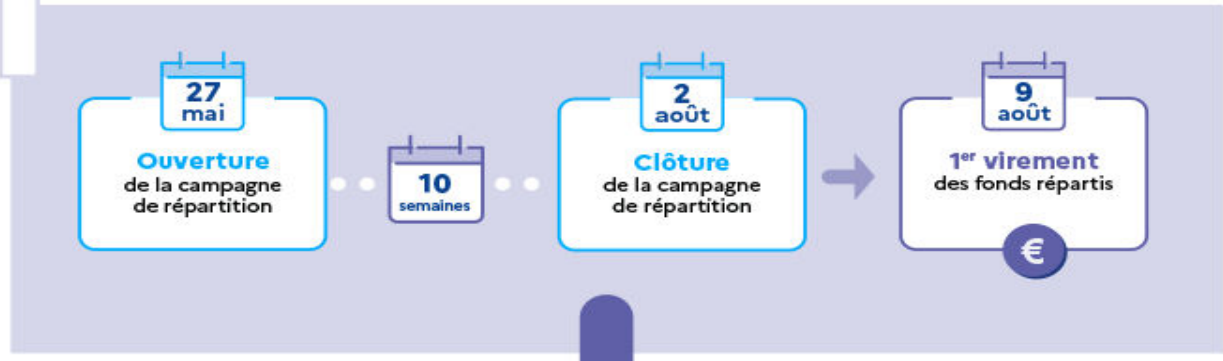 27
mai
Ouverture
de la campagne
de répartition
10
semaines
2
août
Clôture
de la campagne
de répartition
9
août
1er virement
des fonds répartis
€